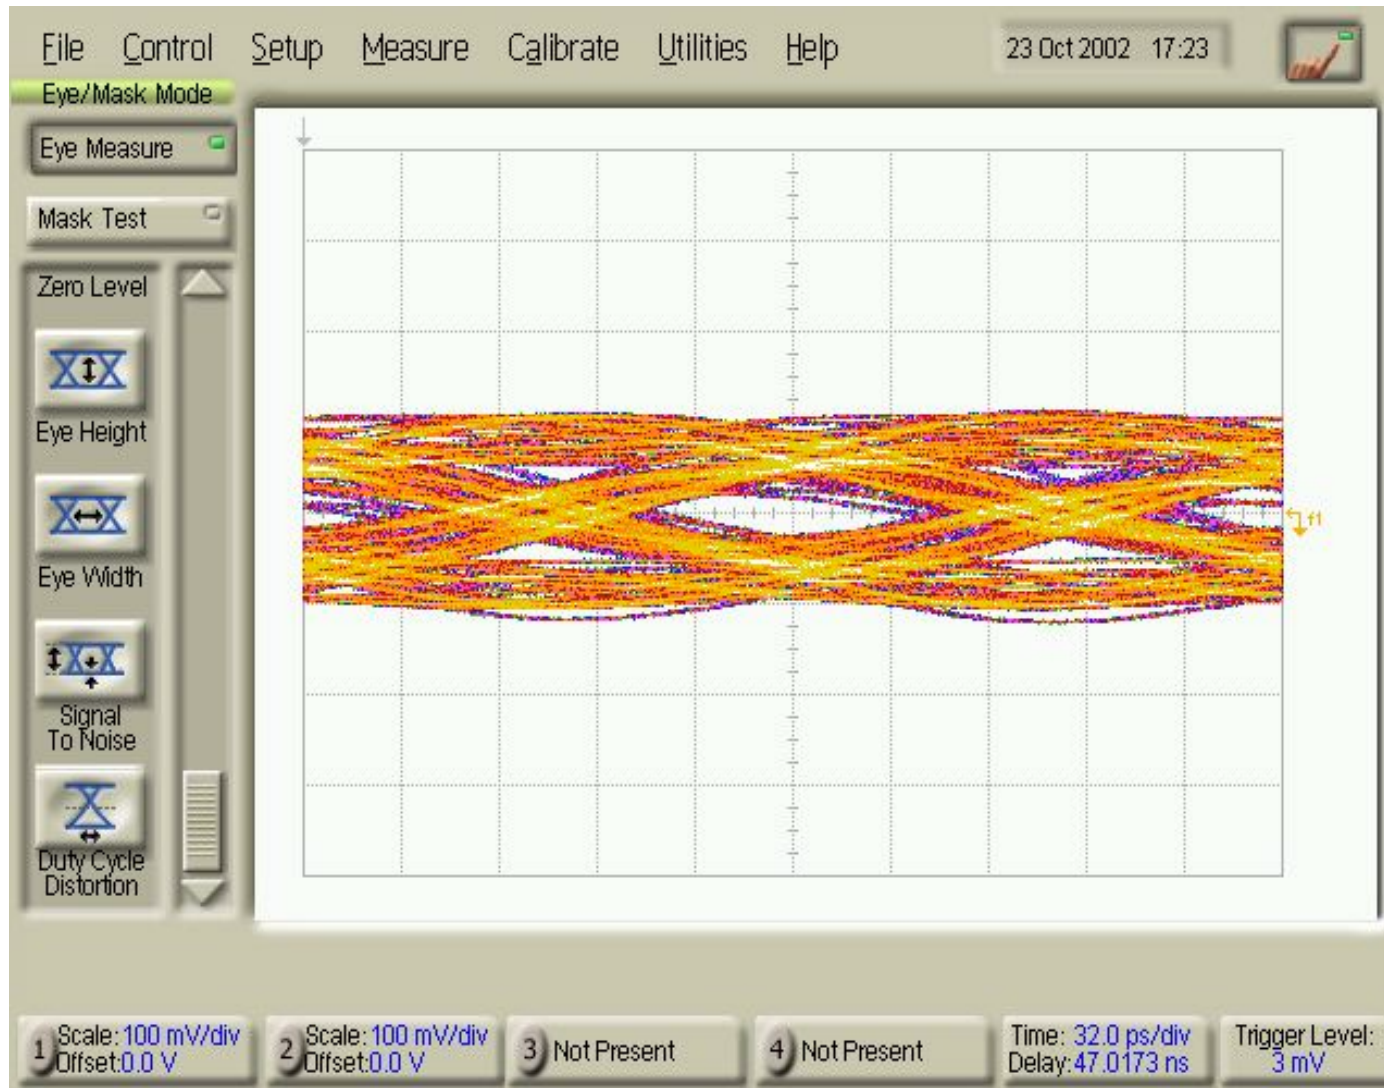 File Control Setup Measure Calibrate Utilities Help 23 Oct 2002 17:23
Eye/Mask Mode
Eye Measure
Mask Test
Zero Level
Eye Height
Eye Width
Signal
To Noise
Duty Cycle
Distortion
f1
1 Scale: 100 mV/div
Offset: 0.0 V
2 Scale: 100 mV/div
Offset: 0.0 V
3 Not Present
4 Not Present
Time: 32.0 ps/div
Delay: 47.0173 ns
Trigger Level:
3 mV